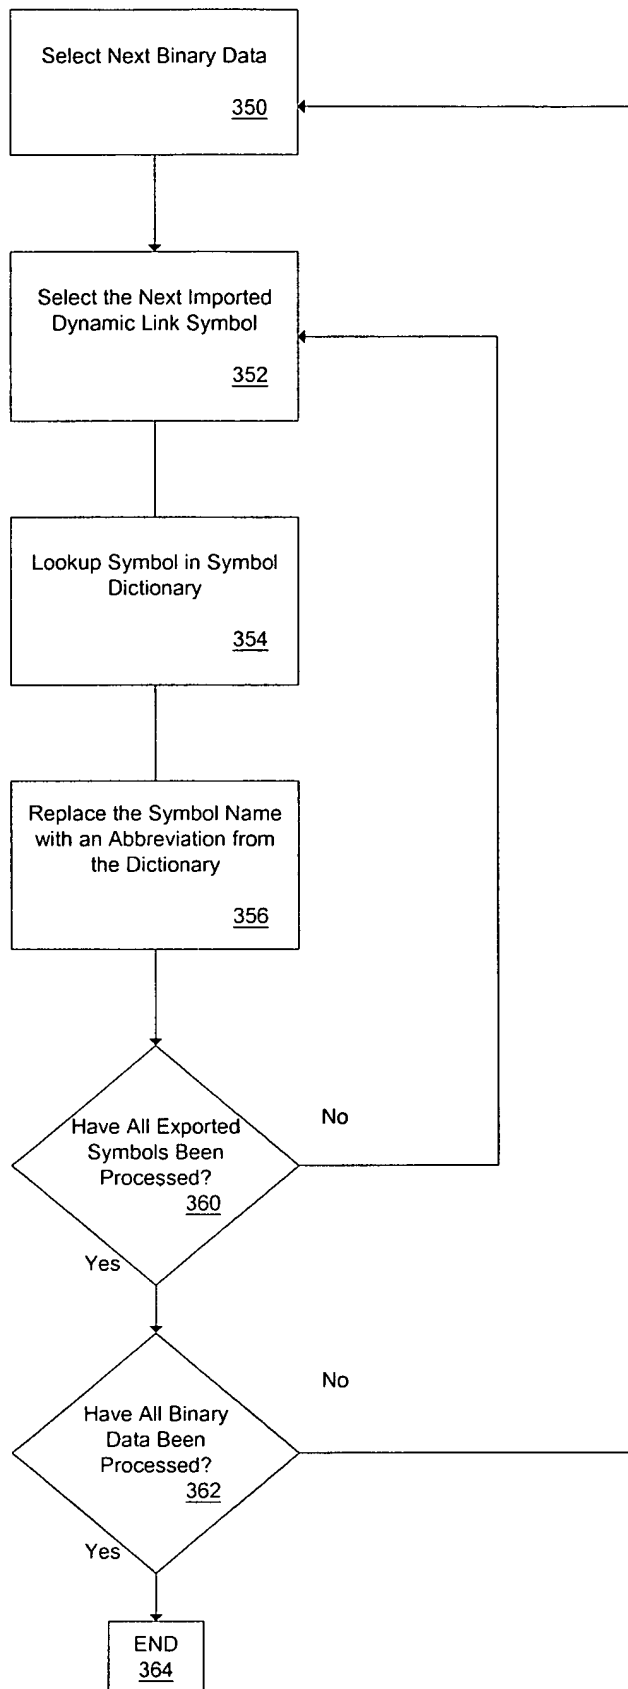 Select Next Binary Data
350
Select the Next Imported
Dynamic Link Symbol
352
Lookup Symbol in Symbol
Dictionary
354
Replace the Symbol Name
with an Abbreviation from
the Dictionary
356
Have All Exported
Symbols Been
Processed?
360
No
Yes
Have All Binary
Data Been
Processed?
362
No
Yes
END
364